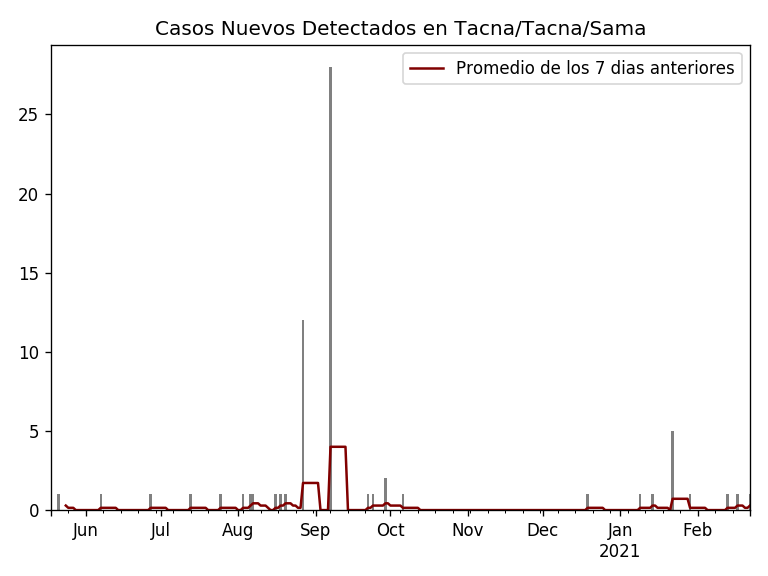 Casos Nuevos Detectados en Tacna/Tacna/Sama
Promedio de los 7 dias anteriores
25
20
15
10
5
0
Jun Jul Aug Sep Oct Nov Dec Jan Feb
2021